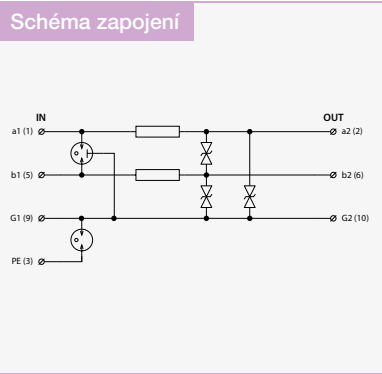 Schéma zapojení
IN OUT
a1 (1) a2 (2)
b1 (5) b2 (6)
G1 (9) G2 (10)
PE (3)